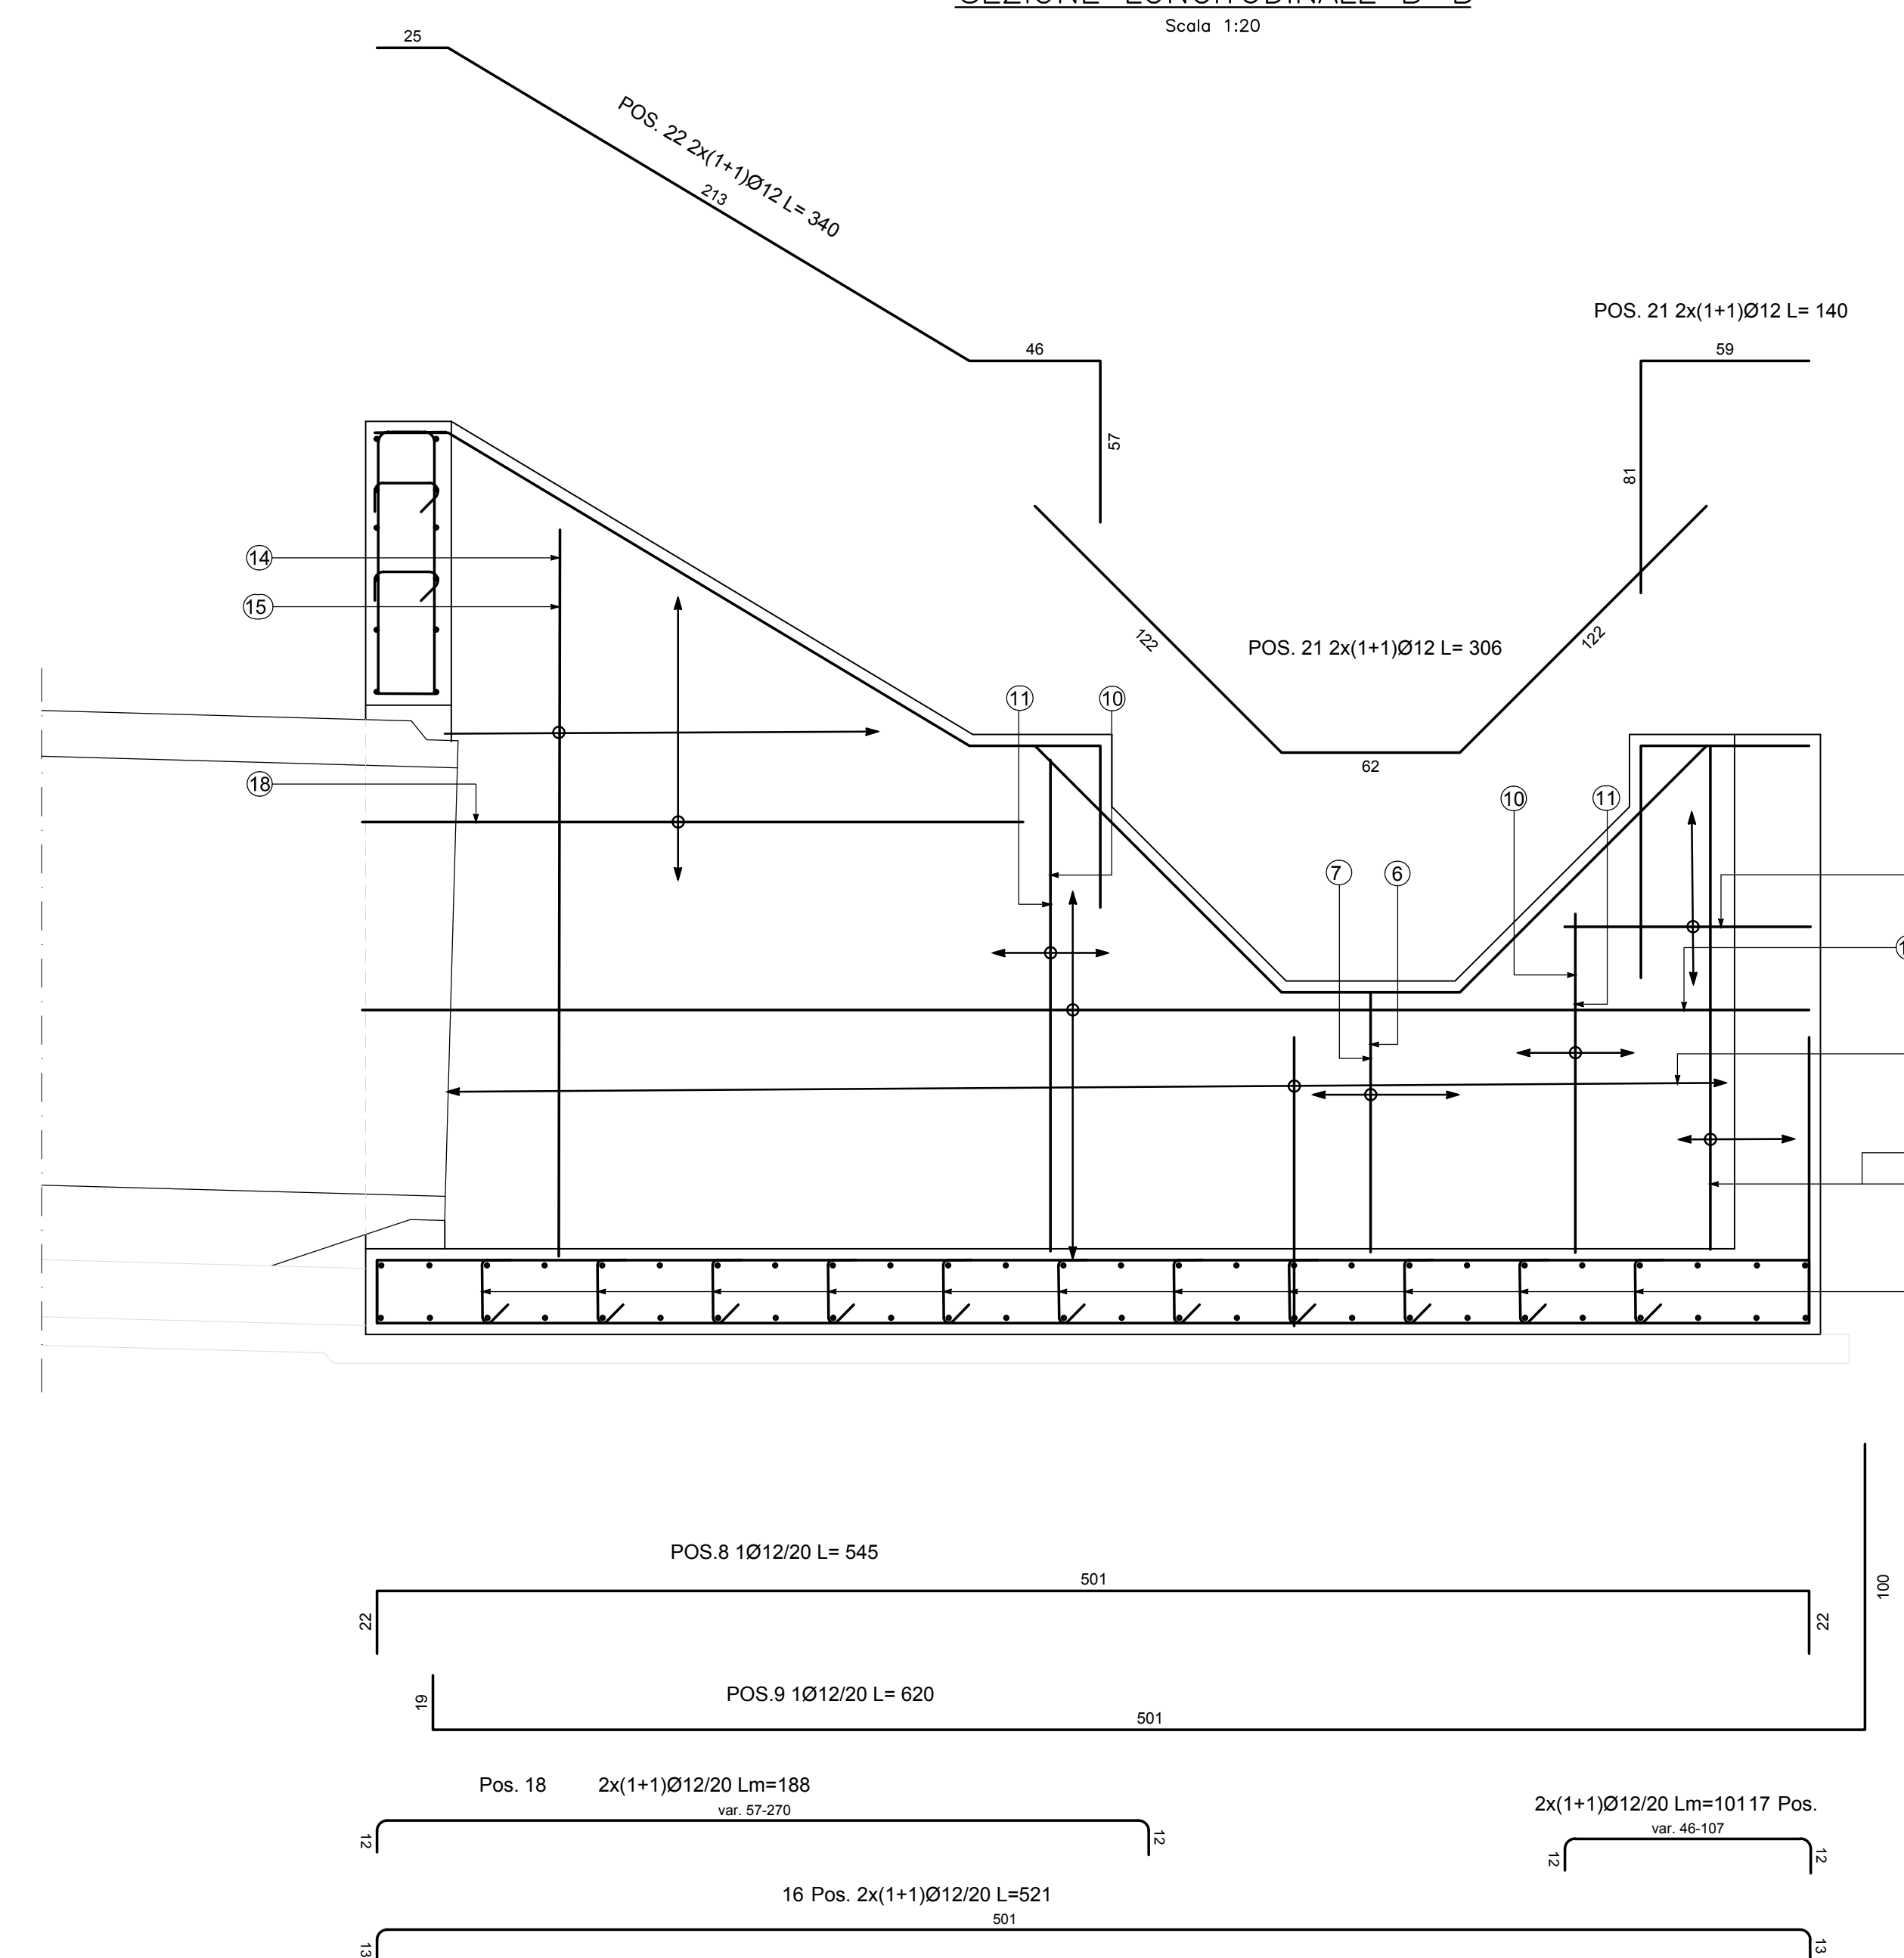 Scala 1:20
25
POS. 22 2x(1+1)Ø12 L= 340
213
46
57
POS. 21 2x(1+1)Ø12 L= 140
59
81
122
POS. 21 2x(1+1)Ø12 L= 306
122
62
14
15
18
11
10
10
11
7
6
POS.8 1Ø12/20 L= 545
501
22
22
100
POS.9 1Ø12/20 L= 620
19
501
Pos. 18 2x(1+1)Ø12/20 Lm=188
var. 57-270
12
12
2x(1+1)Ø12/20 Lm=10117 Pos.
var. 46-107
12
12
16 Pos. 2x(1+1)Ø12/20 L=521
501
13
13